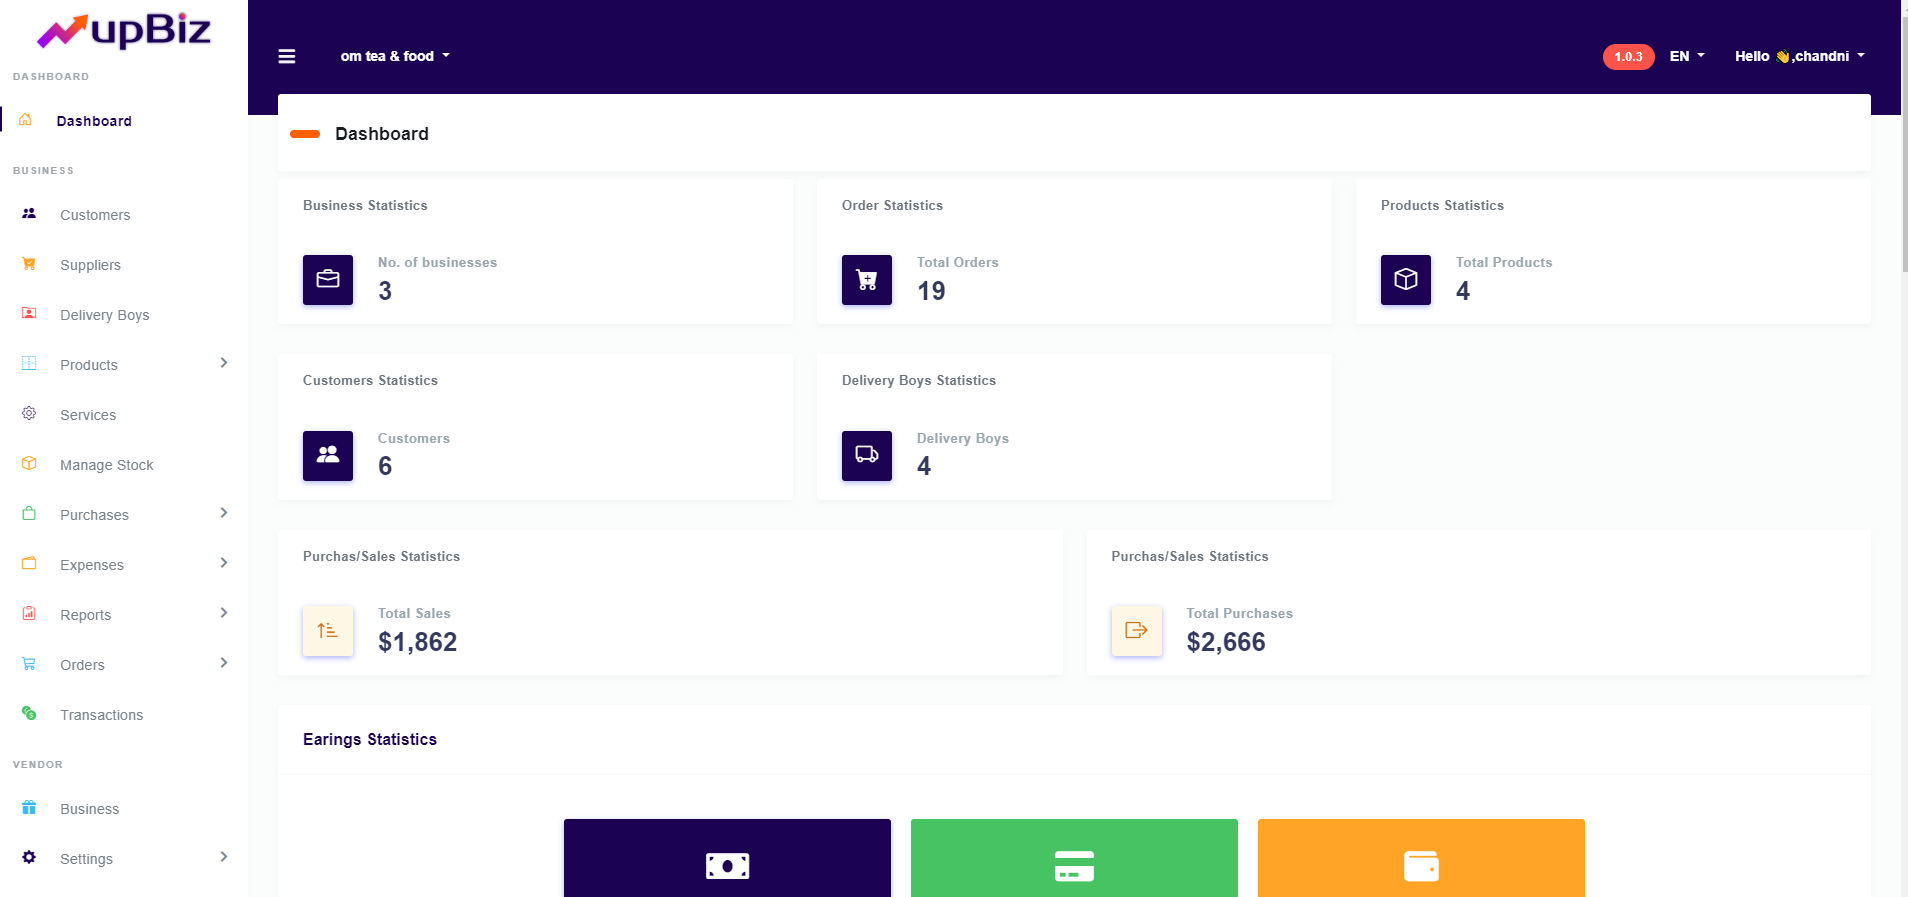 upBiz
DASHBOARD
Dashboard
BUSINESS
Customers
Suppliers
Delivery Boys
Products
Services
Manage Stock
Purchases
Expenses
Reports
Orders
Transactions
VENDOR
Business
Settings
om tea & food
1.0.3
EN
Hello 👋,chandni
Dashboard
Business Statistics
No. of businesses
3
Order Statistics
Total Orders
19
Products Statistics
Total Products
4
Customers Statistics
Customers
6
Delivery Boys Statistics
Delivery Boys
4
Purchas/Sales Statistics
Total Sales
$1,862
Purchas/Sales Statistics
Total Purchases
$2,666
Earings Statistics